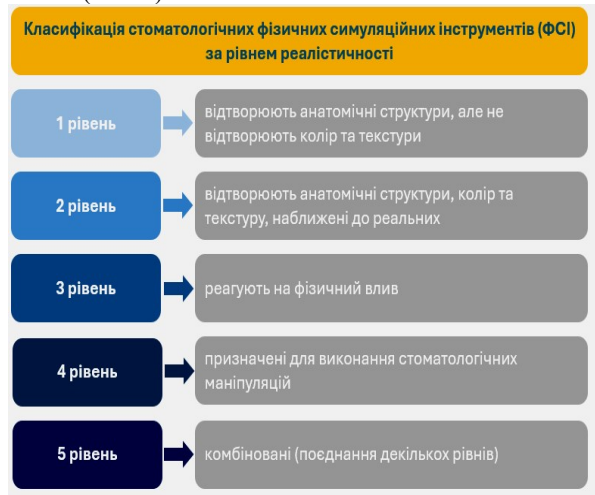 Класифікація стоматологічних фізичних симуляційних інструментів (ФСІ)
за рівнем реалістичності
1 рівень
відтворюють анатомічні структури, але не
відтворюють колір та текстури
2 рівень
відтворюють анатомічні структури, колір та
текстуру, наближені до реальних
3 рівень
реагують на фізичний влив
4 рівень
призначені для виконання стоматологічних
маніпуляцій
5 рівень
комбіновані (поєднання декількох рівнів)